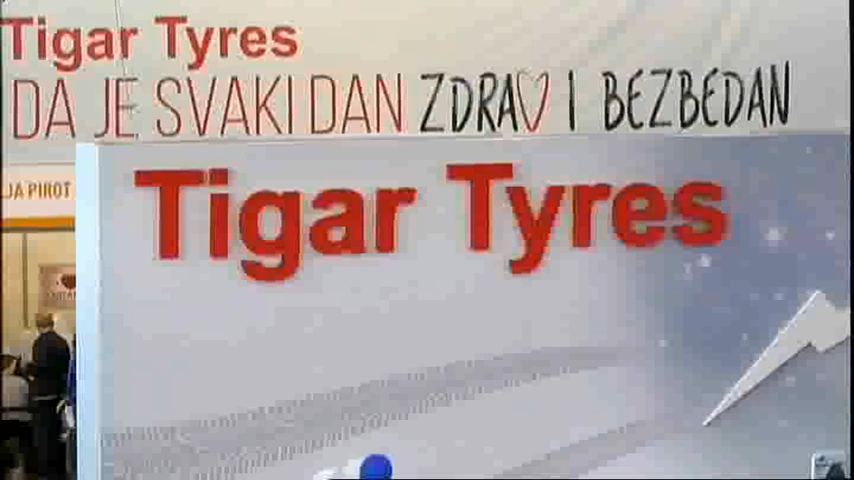 Tigar Tyres
DA JE SVAKI DAN ZDRAV I BEZBEDAN
JA PIROT
Tigar Tyres